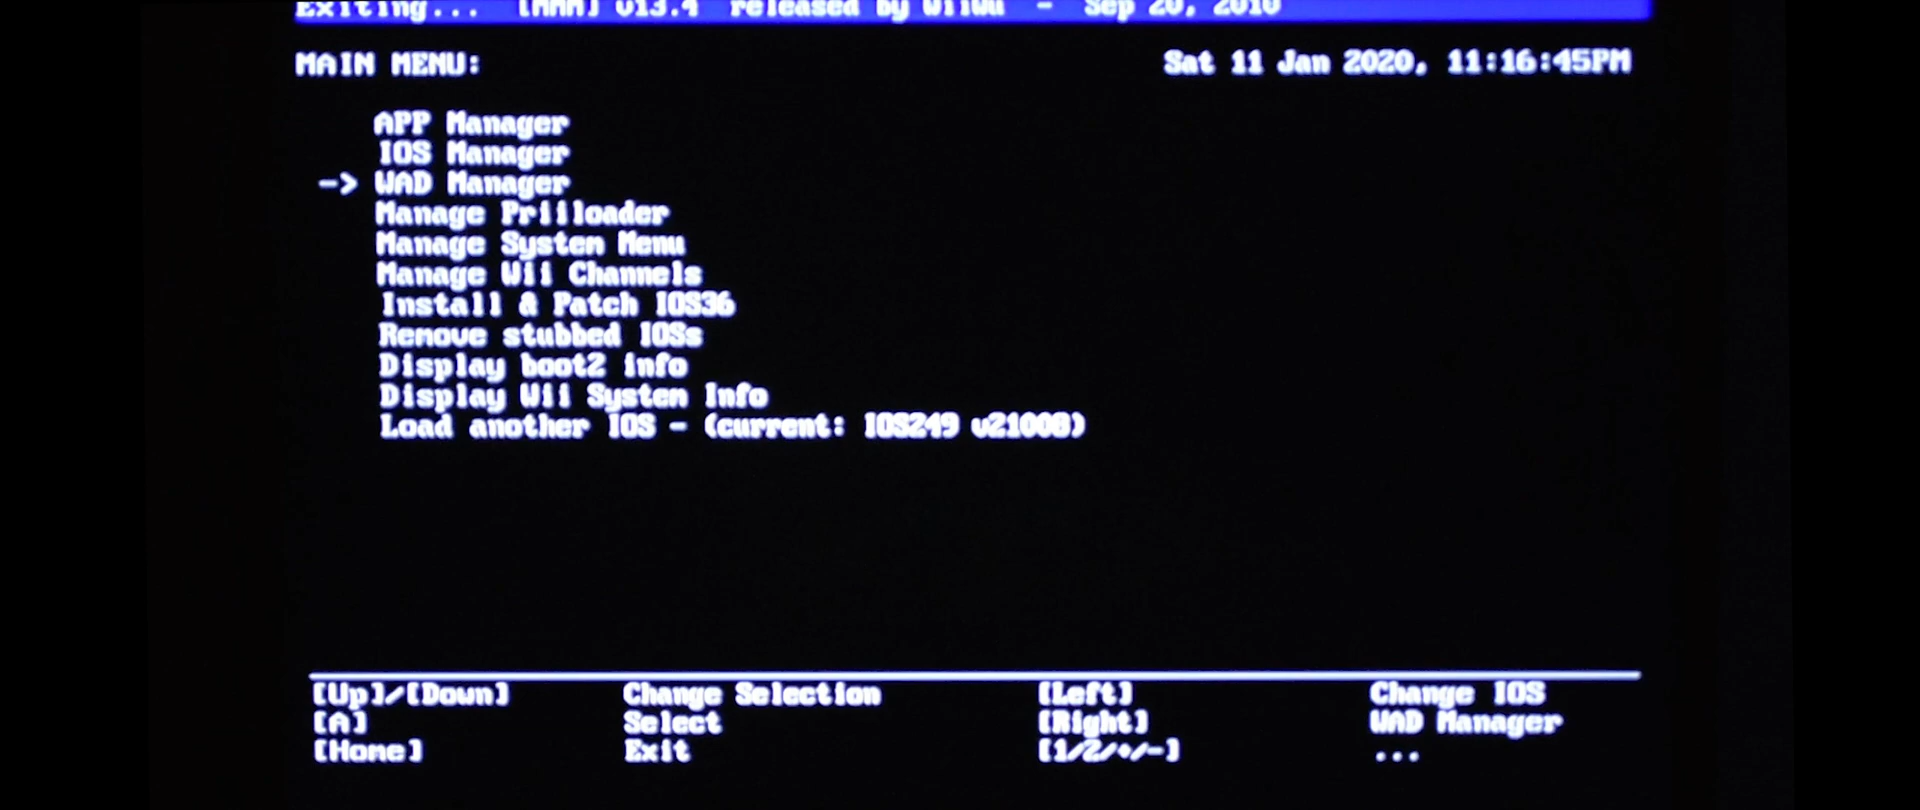 Exiting... [MMM] v13.4 released by WiiWu - Sep 20, 2010
MAIN MENU: Sat 11 Jan 2020, 11:16:45PM
APP Manager
IOS Manager
-> WAD Manager
Manage Priiloader
Manage System Menu
Manage Wii Channels
Install & Patch IOS36
Remove stubbed IOSs
Display boot2 info
Display Wii System Info
Load another IOS - (current: IOS249 v21008)
[Up]/[Down] Change Selection [Left] Change IOS
[A] Select [Right] WAD Manager
[Home] Exit [1/2/+/-] ...